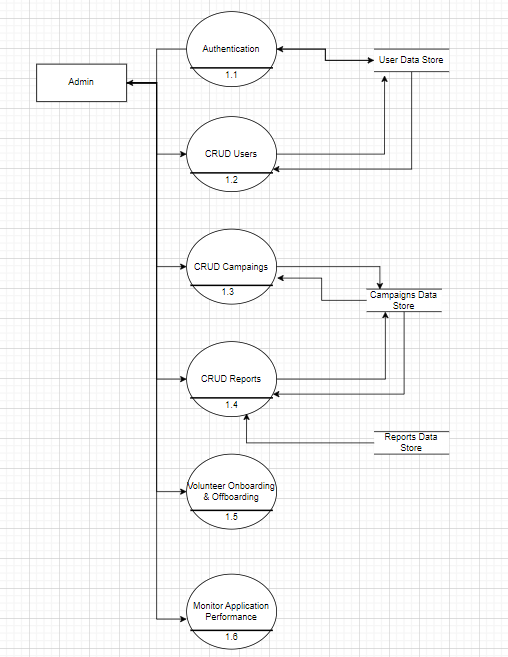 Authentication
1.1
User Data Store
Admin
CRUD Users
1.2
CRUD Campaings
1.3
Campaigns Data
Store
CRUD Reports
1.4
Reports Data
Store
Volunteer Onboarding
& Offboarding
1.5
Monitor Application
Performance
1.6